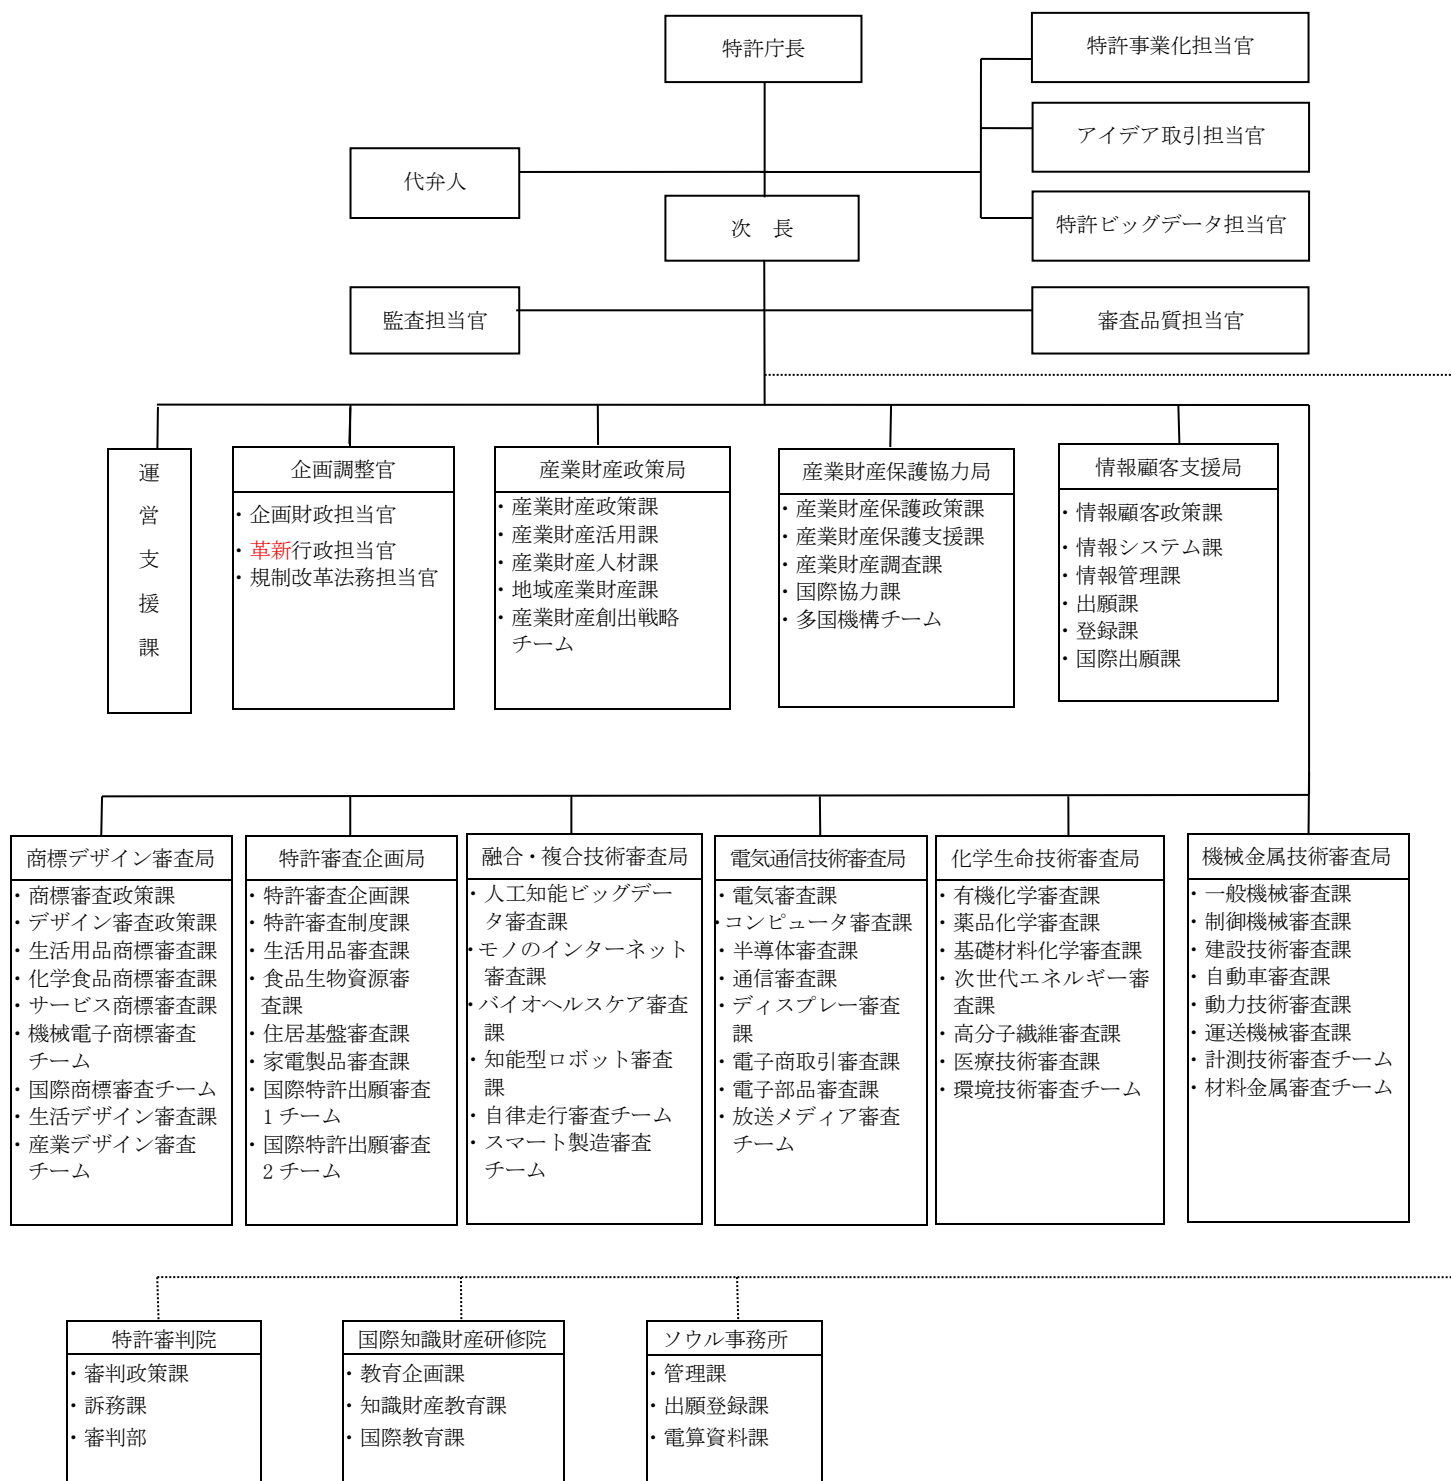 特許庁長
特許事業化担当官
アイデア取引担当官
代弁人
特許ビッグデータ担当官
次　長
監査担当官
審査品質担当官
運
営
支
援
課
企画調整官
・企画財政担当官
・革新行政担当官
・規制改革法務担当官
産業財産政策局
・産業財産政策課
・産業財産活用課
・産業財産人材課
・地域産業財産課
・産業財産創出戦略
チーム
産業財産保護協力局
・産業財産保護政策課
・産業財産保護支援課
・産業財産調査課
・国際協力課
・多国機構チーム
情報顧客支援局
・情報顧客政策課
・情報システム課
・情報管理課
・出願課
・登録課
・国際出願課
商標デザイン審査局
・商標審査政策課
・デザイン審査政策課
・生活用品商標審査課
・化学食品商標審査課
・サービス商標審査課
・機械電子商標審査
チーム
・国際商標審査チーム
・生活デザイン審査課
・産業デザイン審査
チーム
特許審査企画局
・特許審査企画課
・特許審査制度課
・生活用品審査課
・食品生物資源審
査課
・住居基盤審査課
・家電製品審査課
・国際特許出願審査
1 チーム
・国際特許出願審査
2 チーム
融合・複合技術審査局
・人工知能ビッグデー
タ審査課
・モノのインターネット
審査課
・バイオヘルスケア審査
課
・知能型ロボット審査
課
・自律走行審査チーム
・スマート製造審査
チーム
電気通信技術審査局
・電気審査課
・コンピュータ審査課
・半導体審査課
・通信審査課
・ディスプレー審査
課
・電子商取引審査課
・電子部品審査課
・放送メディア審査
チーム
化学生命技術審査局
・有機化学審査課
・薬品化学審査課
・基礎材料化学審査課
・次世代エネルギー審
査課
・高分子繊維審査課
・医療技術審査課
・環境技術審査チーム
機械金属技術審査局
・一般機械審査課
・制御機械審査課
・建設技術審査課
・自動車審査課
・動力技術審査課
・運送機械審査課
・計測技術審査チーム
・材料金属審査チーム
特許審判院
・審判政策課
・訴務課
・審判部
国際知識財産研修院
・教育企画課
・知識財産教育課
・国際教育課
ソウル事務所
・管理課
・出願登録課
・電算資料課